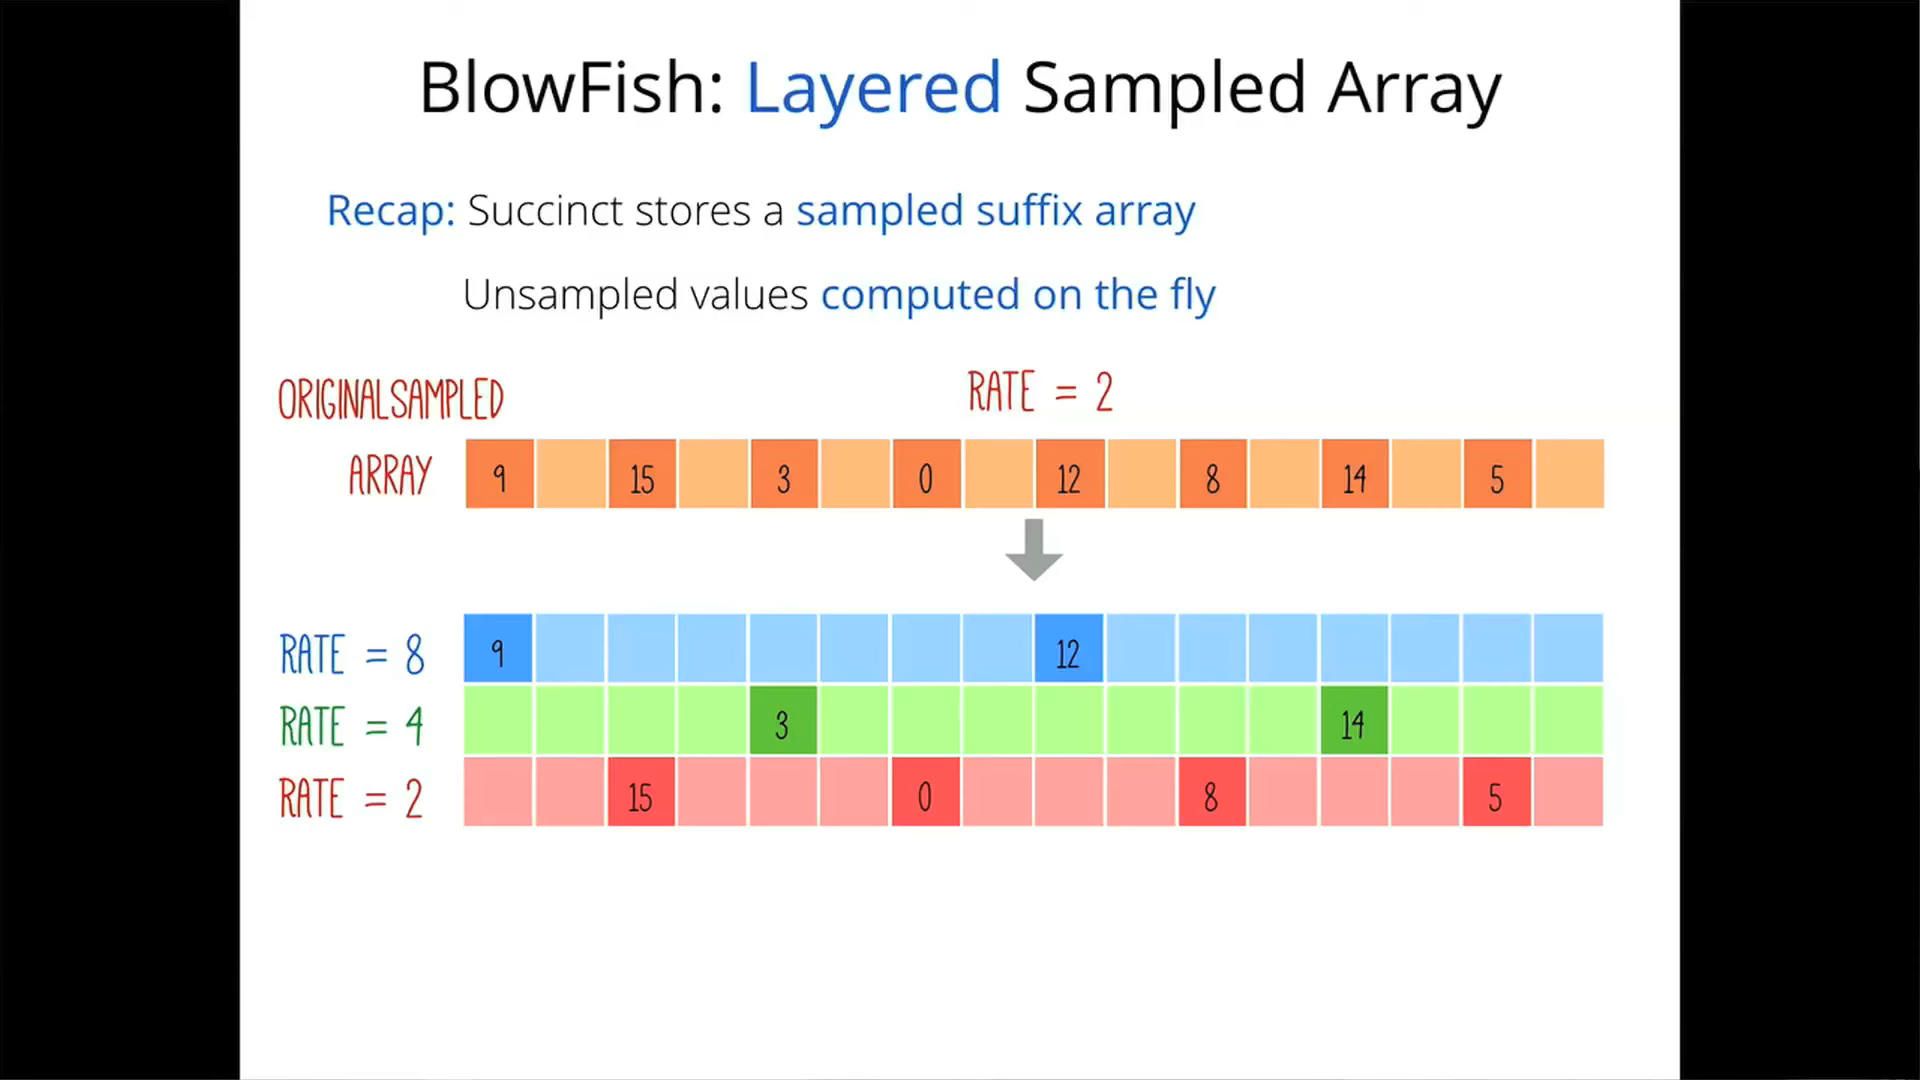 BlowFish: Layered Sampled Array
Recap: Succinct stores a sampled suffix array
Unsampled values computed on the fly
ORIGINALSAMPLED
RATE = 2
ARRAY 9 15 3 0 12 8 14 5
RATE = 8 9 12
RATE = 4 3 14
RATE = 2 15 0 8 5